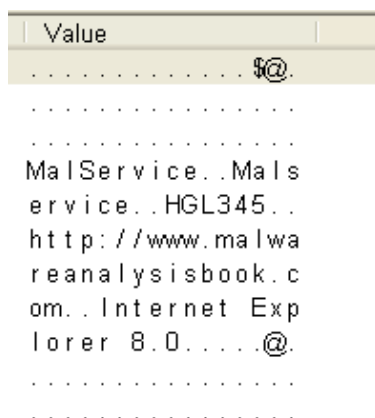 Value
. . . . . . . . . . . . . $@.
. . . . . . . . . . . . . . . .
. . . . . . . . . . . . . . . .
MalService..Mals
ervice..HGL345..
http://www.malwa
reanalysisbook.c
om..Internet Exp
lorer 8.0.....@.
. . . . . . . . . . . . . . . .
. . . . . . . . . . . . . . . .